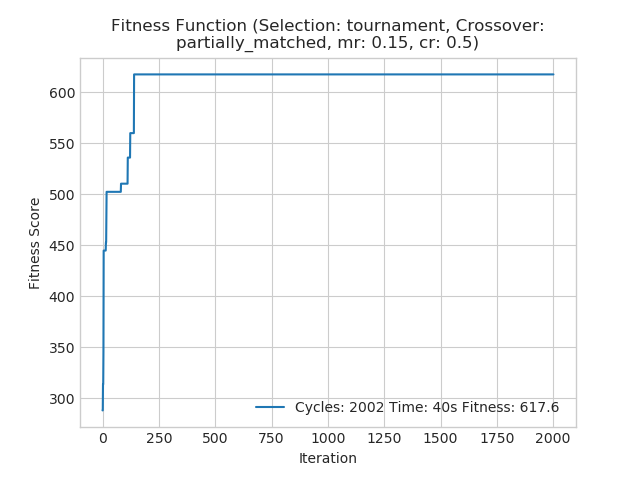 Fitness Function (Selection: tournament, Crossover:
partially_matched, mr: 0.15, cr: 0.5)
600
550
500
450
400
350
300
Fitness Score
Cycles: 2002 Time: 40s Fitness: 617.6
0 250 500 750 1000 1250 1500 1750 2000
Iteration